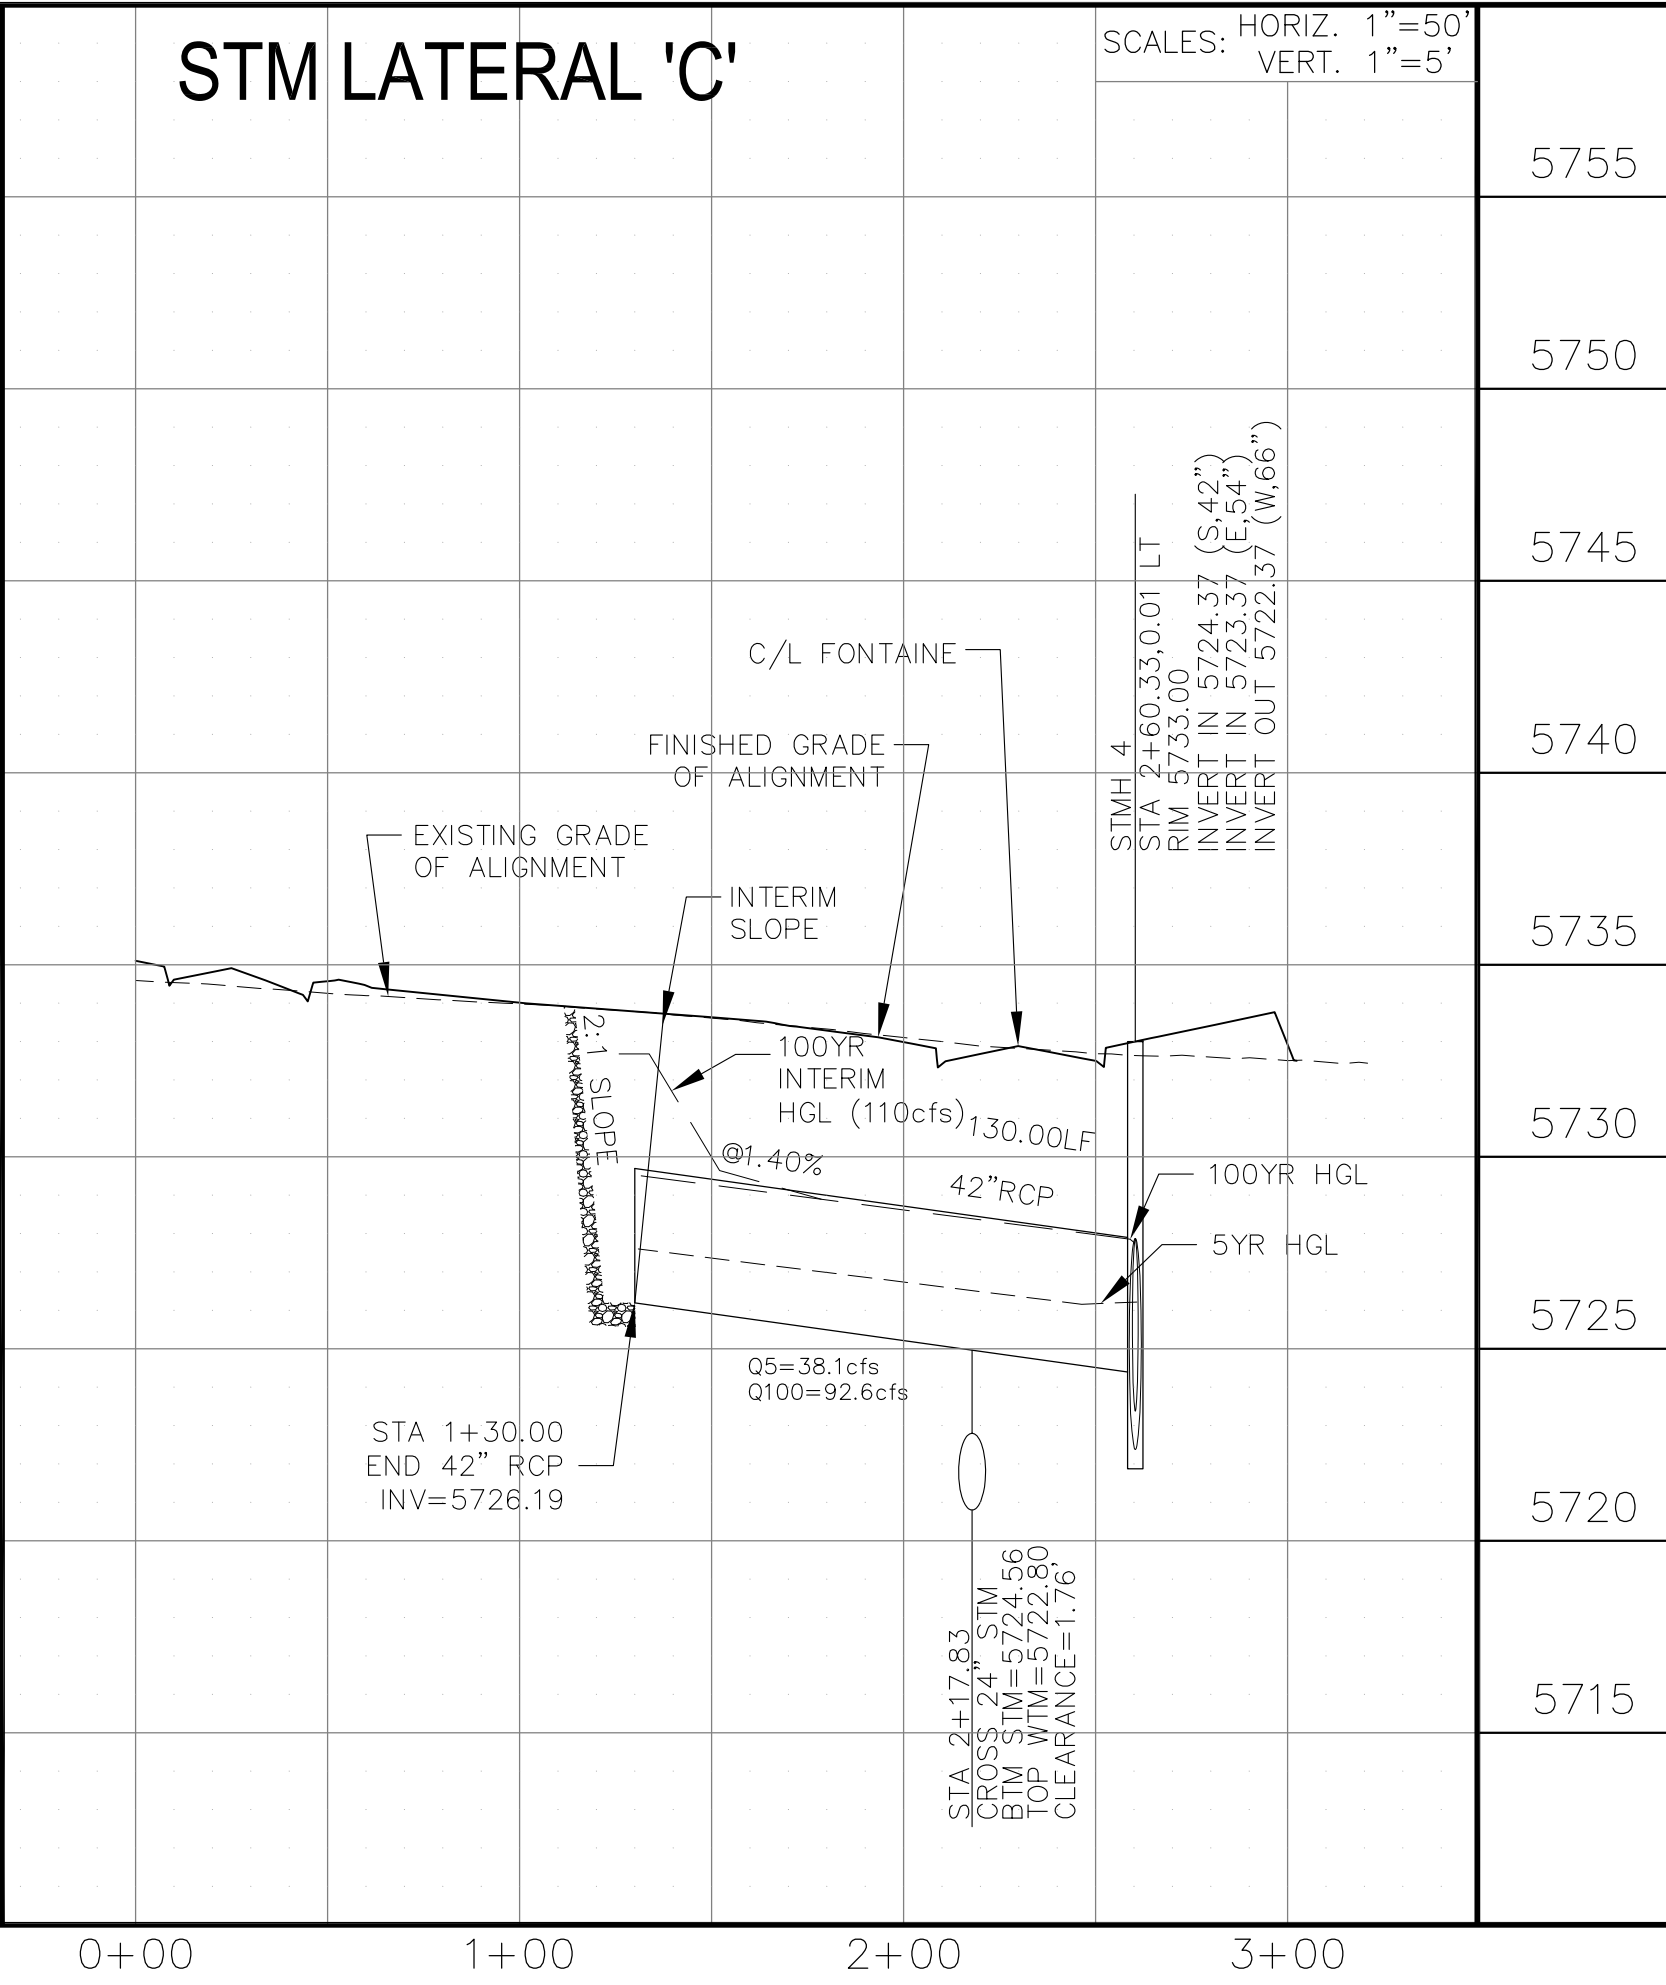 STM LATERAL 'C'
SCALES: HORIZ. 1"=50'
VERT. 1"=5'
5755
5750
5745
5740
5735
5730
5725
5720
5715
STMH 4
STA 2+60.33,0.01 LT
RIM 5733.00
INVERT IN 5724.37 (S,42")
INVERT IN 5723.37 (E,54")
INVERT OUT 5722.37 (W,66")
C/L FONTAINE
FINISHED GRADE
OF ALIGNMENT
EXISTING GRADE
OF ALIGNMENT
INTERIM
SLOPE
2:1 SLOPE
100YR
INTERIM
HGL (110cfs)
130.00LF
@1.40%
42"RCP
100YR HGL
5YR HGL
Q5=38.1cfs
Q100=92.6cfs
STA 1+30.00
END 42" RCP
INV=5726.19
STA 2+17.83
CROSS 24" STM
BTM STM=5724.56
TOP WTM=5722.80
CLEARANCE=1.76'
0+00
1+00
2+00
3+00